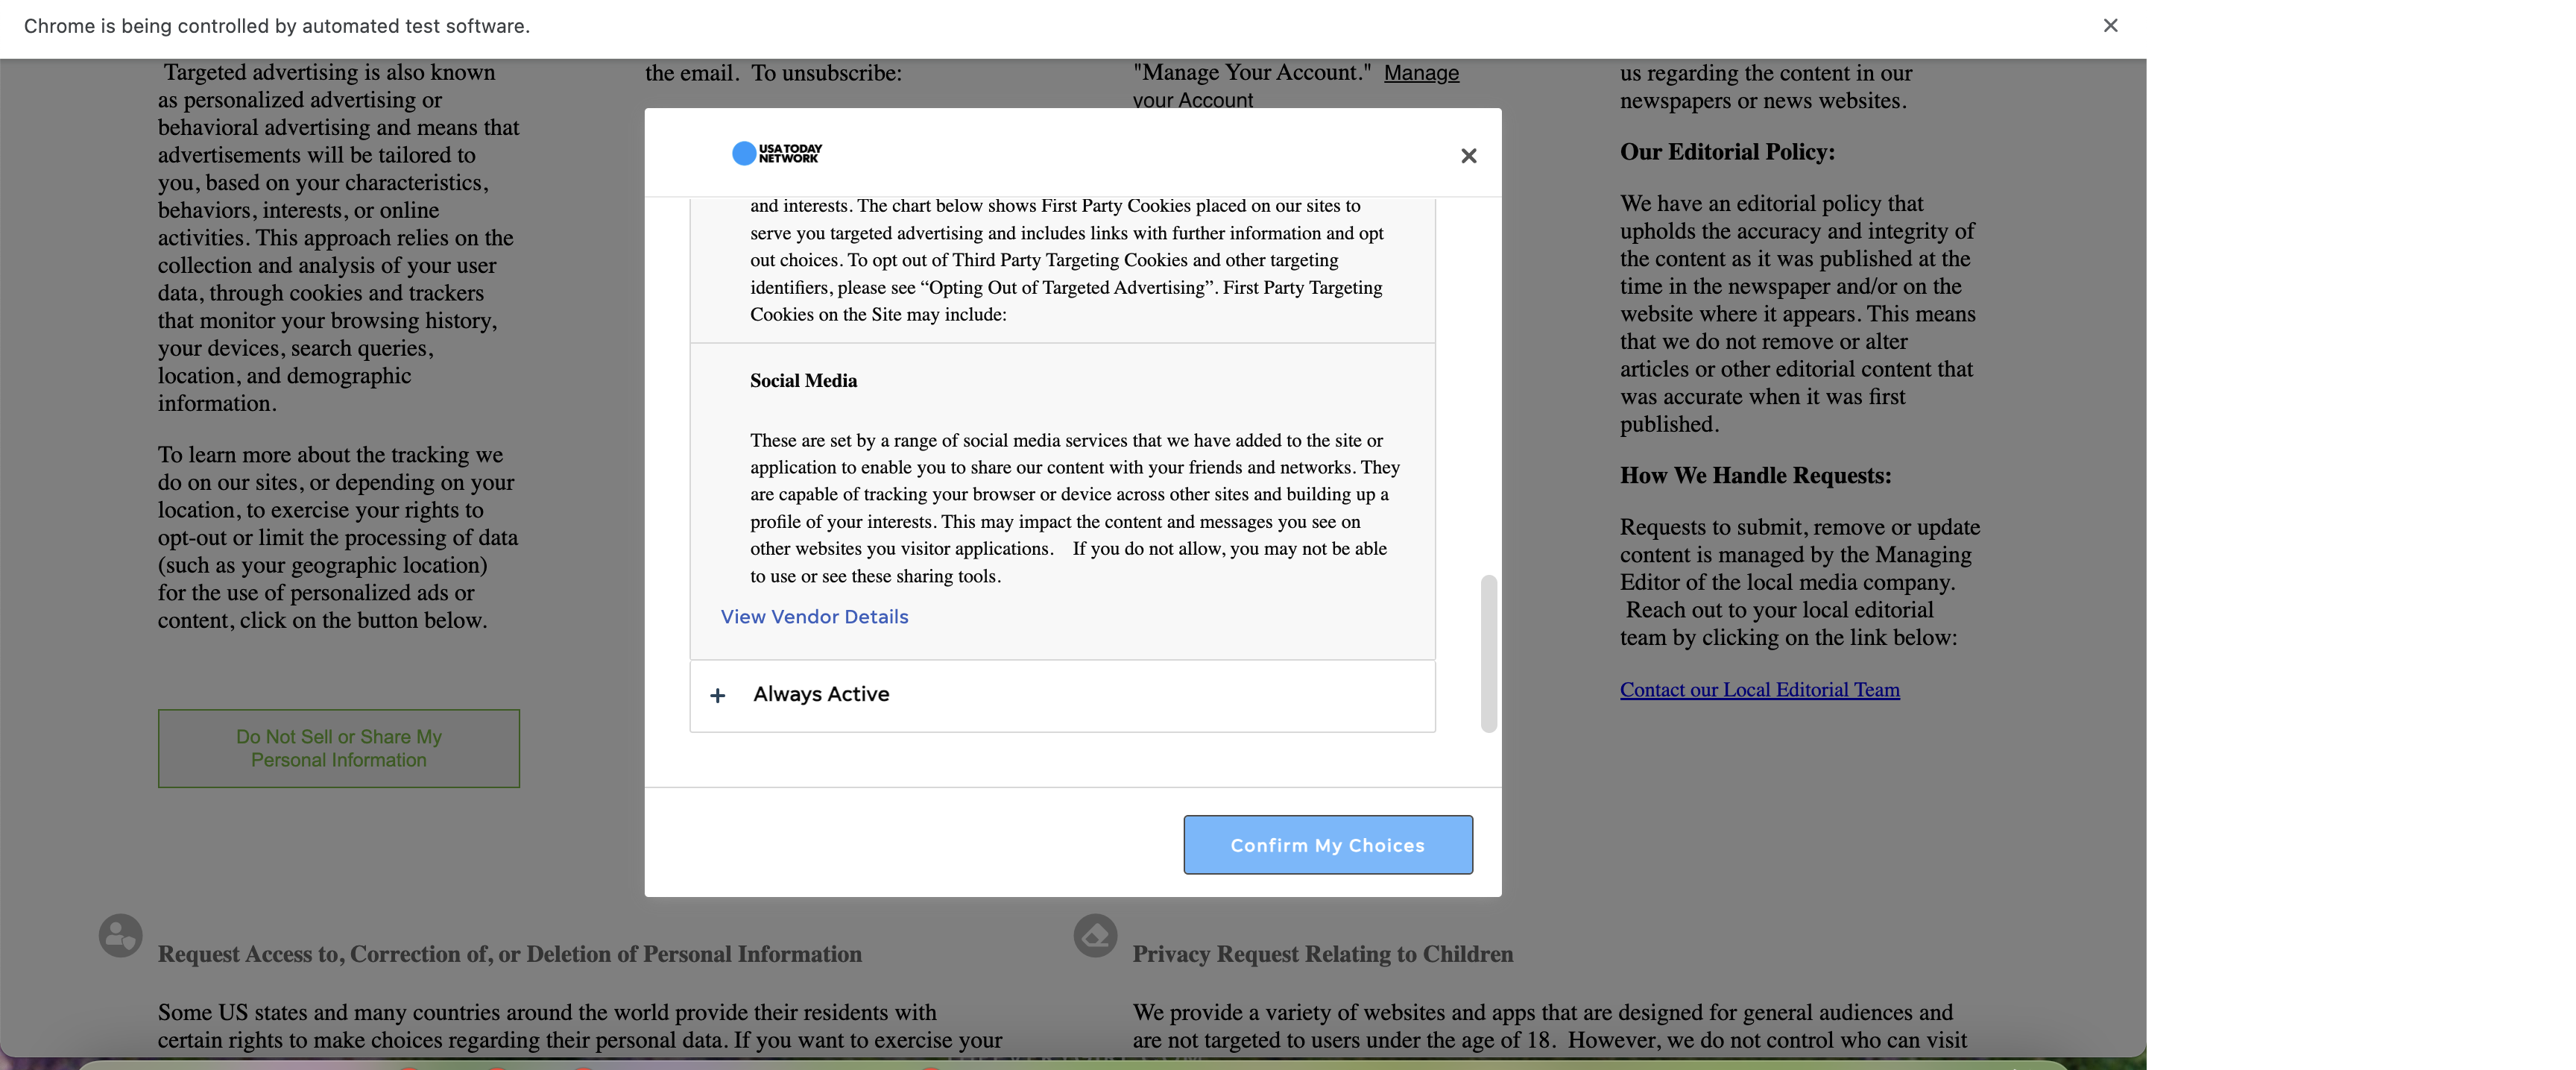 Chrome is being controlled by automated test software.
Targeted advertising is also known
as personalized advertising or
behavioral advertising and means that
advertisements will be tailored to
you, based on your characteristics,
behaviors, interests, or online
activities. This approach relies on the
collection and analysis of your user
data, through cookies and trackers
that monitor your browsing history,
your devices, search queries,
location, and demographic
information.
To learn more about the tracking we
do on our sites, or depending on your
location, to exercise your rights to
opt-out or limit the processing of data
(such as your geographic location)
for the use of personalized ads or
content, click on the button below.
Do Not Sell or Share My
Personal Information
the email.  To unsubscribe:
"Manage Your Account."  Manage
your Account
us regarding the content in our
newspapers or news websites.
Our Editorial Policy:
We have an editorial policy that
upholds the accuracy and integrity of
the content as it was published at the
time in the newspaper and/or on the
website where it appears. This means
that we do not remove or alter
articles or other editorial content that
was accurate when it was first
published.
How We Handle Requests:
Requests to submit, remove or update
content is managed by the Managing
Editor of the local media company.
Reach out to your local editorial
team by clicking on the link below:
Contact our Local Editorial Team
USA TODAY
NETWORK
and interests. The chart below shows First Party Cookies placed on our sites to
serve you targeted advertising and includes links with further information and opt
out choices. To opt out of Third Party Targeting Cookies and other targeting
identifiers, please see “Opting Out of Targeted Advertising”. First Party Targeting
Cookies on the Site may include:
Social Media
These are set by a range of social media services that we have added to the site or
application to enable you to share our content with your friends and networks. They
are capable of tracking your browser or device across other sites and building up a
profile of your interests. This may impact the content and messages you see on
other websites you visitor applications.    If you do not allow, you may not be able
to use or see these sharing tools.
View Vendor Details
+ Always Active
Confirm My Choices
Request Access to, Correction of, or Deletion of Personal Information
Some US states and many countries around the world provide their residents with
certain rights to make choices regarding their personal data. If you want to exercise your
Privacy Request Relating to Children
We provide a variety of websites and apps that are designed for general audiences and
are not targeted to users under the age of 18.  However, we do not control who can visit